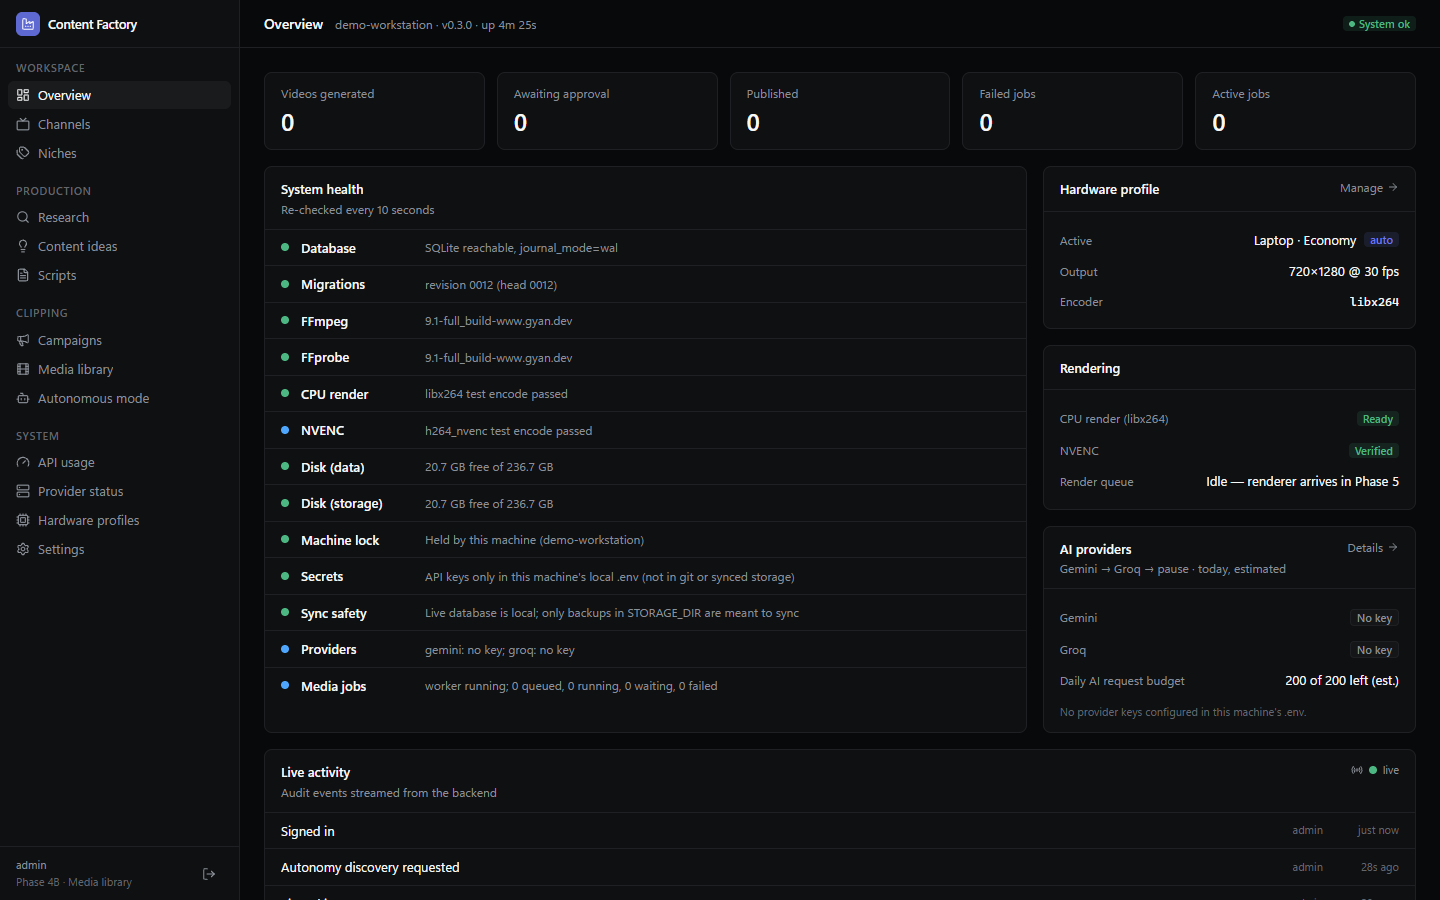 Content Factory
WORKSPACE
Overview
Channels
Niches
PRODUCTION
Research
Content ideas
Scripts
CLIPPING
Campaigns
Media library
Autonomous mode
SYSTEM
API usage
Provider status
Hardware profiles
Settings
admin
Phase 4B · Media library
Overview demo-workstation · v0.3.0 · up 4m 25s
System ok
Videos generated
0
Awaiting approval
0
Published
0
Failed jobs
0
Active jobs
0
System health
Re-checked every 10 seconds
Database SQLite reachable, journal_mode=wal
Migrations revision 0012 (head 0012)
FFmpeg 9.1-full_build-www.gyan.dev
FFprobe 9.1-full_build-www.gyan.dev
CPU render libx264 test encode passed
NVENC h264_nvenc test encode passed
Disk (data) 20.7 GB free of 236.7 GB
Disk (storage) 20.7 GB free of 236.7 GB
Machine lock Held by this machine (demo-workstation)
Secrets API keys only in this machine's local .env (not in git or synced storage)
Sync safety Live database is local; only backups in STORAGE_DIR are meant to sync
Providers gemini: no key; groq: no key
Media jobs worker running; 0 queued, 0 running, 0 waiting, 0 failed
Hardware profile Manage →
Active Laptop · Economy auto
Output 720×1280 @ 30 fps
Encoder libx264
Rendering
CPU render (libx264) Ready
NVENC Verified
Render queue Idle — renderer arrives in Phase 5
AI providers Details →
Gemini → Groq → pause · today, estimated
Gemini No key
Groq No key
Daily AI request budget 200 of 200 left (est.)
No provider keys configured in this machine's .env.
Live activity live
Audit events streamed from the backend
Signed in admin just now
Autonomy discovery requested admin 28s ago